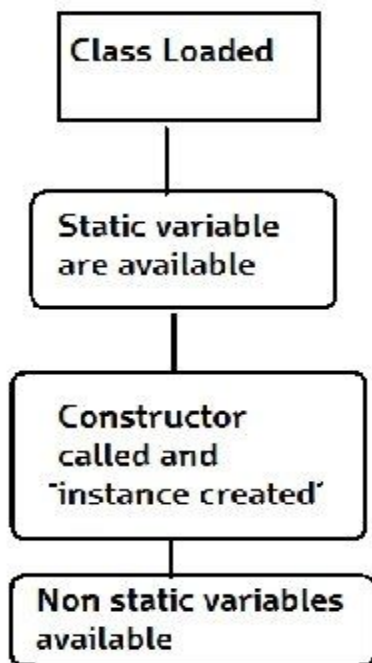 Class Loaded
Static variable
are available
Constructor
called and
"instance created"
Non static variables
available